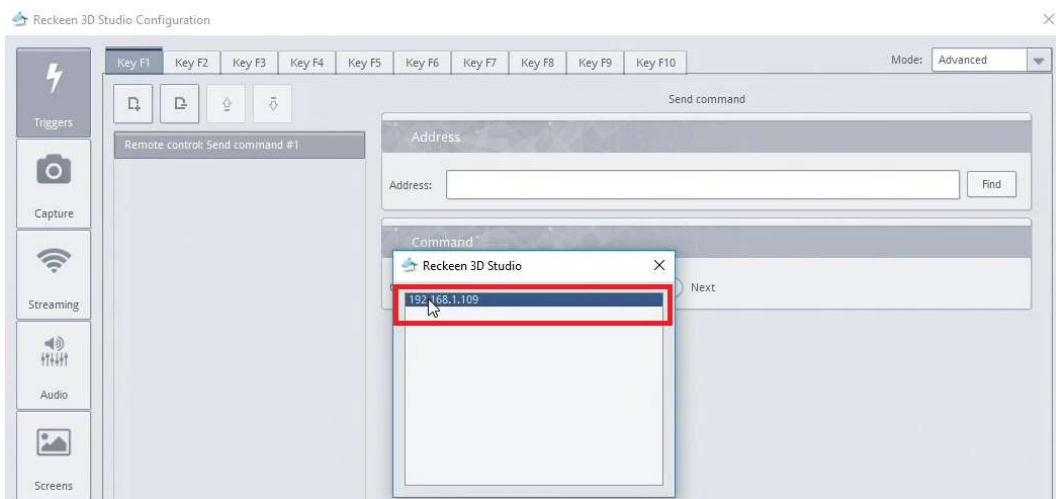 Reckeen 3D Studio Configuration
Key F1 Key F2 Key F3 Key F4 Key F5 Key F6 Key F7 Key F8 Key F9 Key F10
Mode: Advanced
Triggers
Capture
Streaming
Audio
Screens
Remote control: Send command #1
Send command
Address
Address:
Find
Command
Next
Reckeen 3D Studio
192.168.1.109